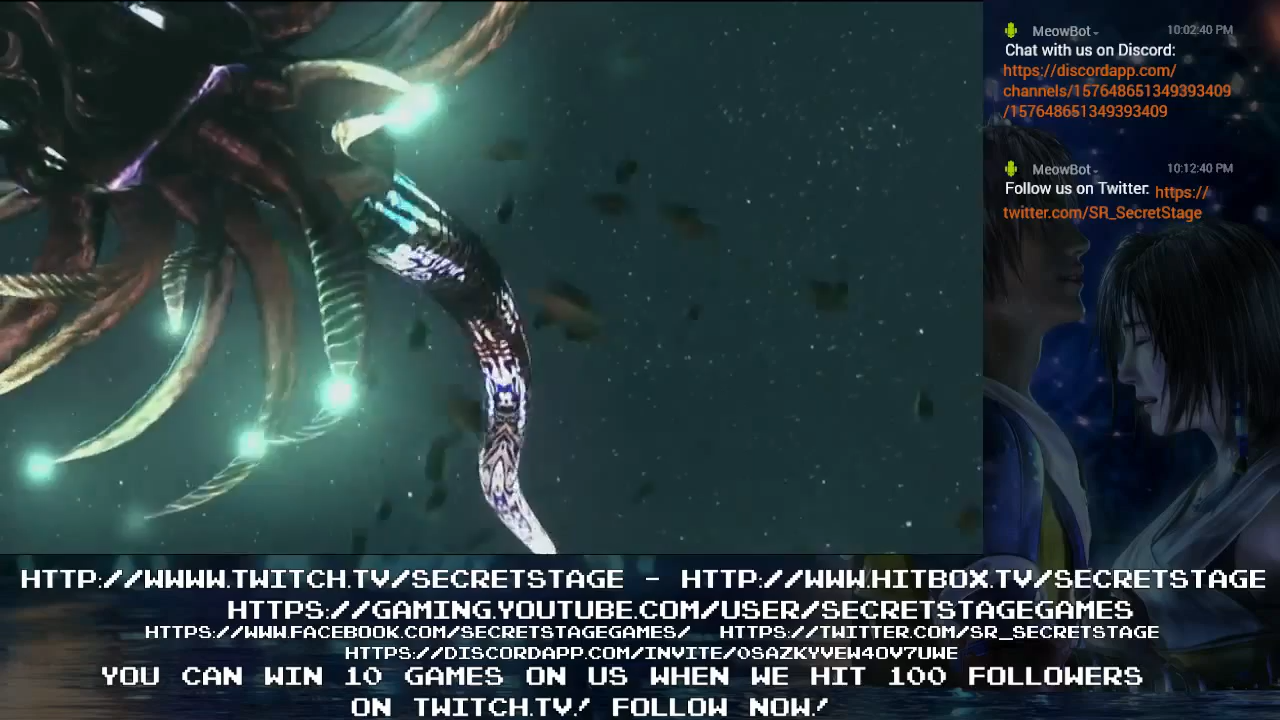 MeowBot
10:02:40 PM
Chat with us on Discord:
https://discordapp.com/
channels/157648651349393409
/157648651349393409
MeowBot
10:12:40 PM
Follow us on Twitter: https://
twitter.com/SR_SecretStage
HTTP://WWWW.TWITCH.TV/SECRETSTAGE - HTTP://WWW.HITBOX.TV/SECRETSTAGE
HTTPS://GAMING.YOUTUBE.COM/USER/SECRETSTAGEGAMES
HTTPS://WWW.FACEBOOK.COM/SECRETSTAGEGAMES/ HTTPS://TWITTER.COM/SR_SECRETSTAGE
HTTPS://DISCORDAPP.COM/INVITE/0SAZKYVEW4OV7UWE
YOU CAN WIN 10 GAMES ON US WHEN WE HIT 100 FOLLOWERS
ON TWITCH.TV! FOLLOW NOW!